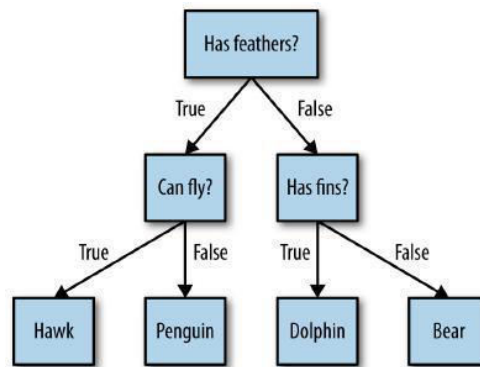 Has feathers?
True
False
Can fly?
Has fins?
True
False
True
False
Hawk
Penguin
Dolphin
Bear